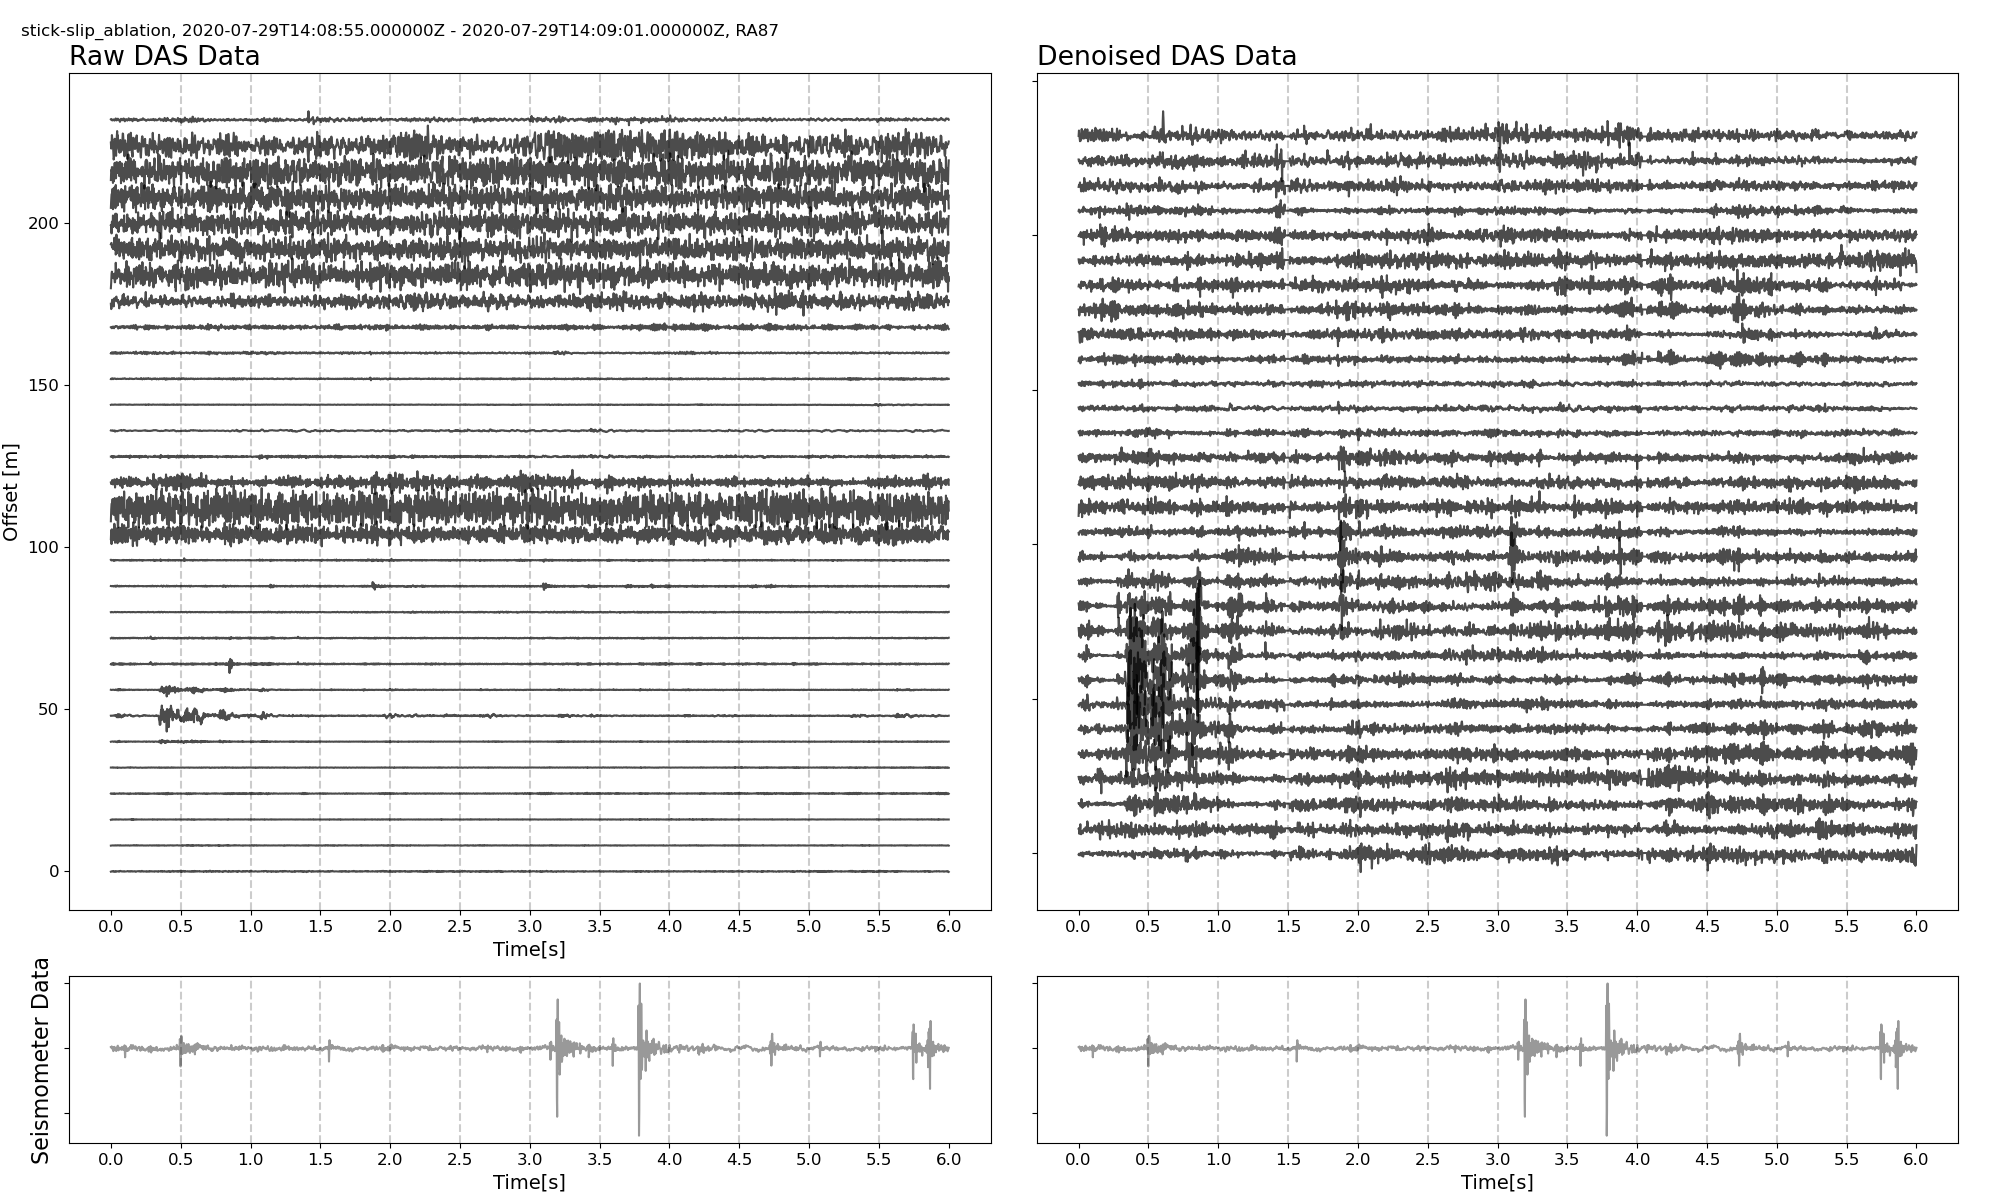 stick-slip_ablation, 2020-07-29T14:08:55.000000Z - 2020-07-29T14:09:01.000000Z, RA87
Raw DAS Data
Denoised DAS Data
Offset [m]
200
150
100
50
0
0.0 0.5 1.0 1.5 2.0 2.5 3.0 3.5 4.0 4.5 5.0 5.5 6.0
Time[s]
0.0 0.5 1.0 1.5 2.0 2.5 3.0 3.5 4.0 4.5 5.0 5.5 6.0
Seismometer Data
0.0 0.5 1.0 1.5 2.0 2.5 3.0 3.5 4.0 4.5 5.0 5.5 6.0
Time[s]
0.0 0.5 1.0 1.5 2.0 2.5 3.0 3.5 4.0 4.5 5.0 5.5 6.0
Time[s]